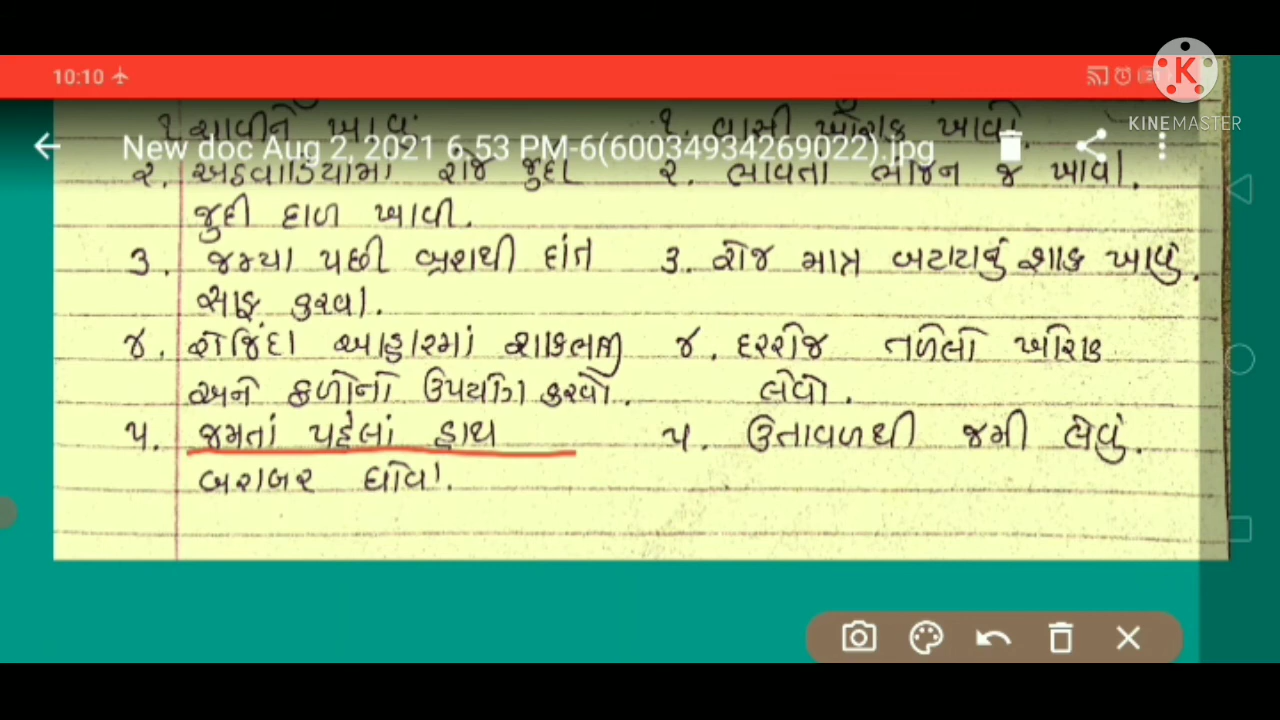 10:10
KINEMASTER
New doc Aug 2, 2021 6.53 PM-6(60034934269022).jpg
૧. ચાવીને ખાવું. ૧. વાસી ખોરાક ખાવો.
૨. અઠવાડિયામાં રોજ જુદી ૨. ભાવતાં ભોજન જ ખાવા.
જુદી દાળ ખાવી.
૩. જમ્યા પછી બ્રશથી દાંત ૩. રોજ માત્ર બટાટાનું શાક ખાવું.
સાફ કરવા.
૪. રોજિંદા આહારમાં શાકભાજી ૪. દરરોજ તળેલો ખોરાક
અને ફળોનો ઉપયોગ કરવો. લેવો.
૫. જમતાં પહેલાં હાથ ૫. ઉતાવળથી જમી લેવું.
બરાબર ધોવા.